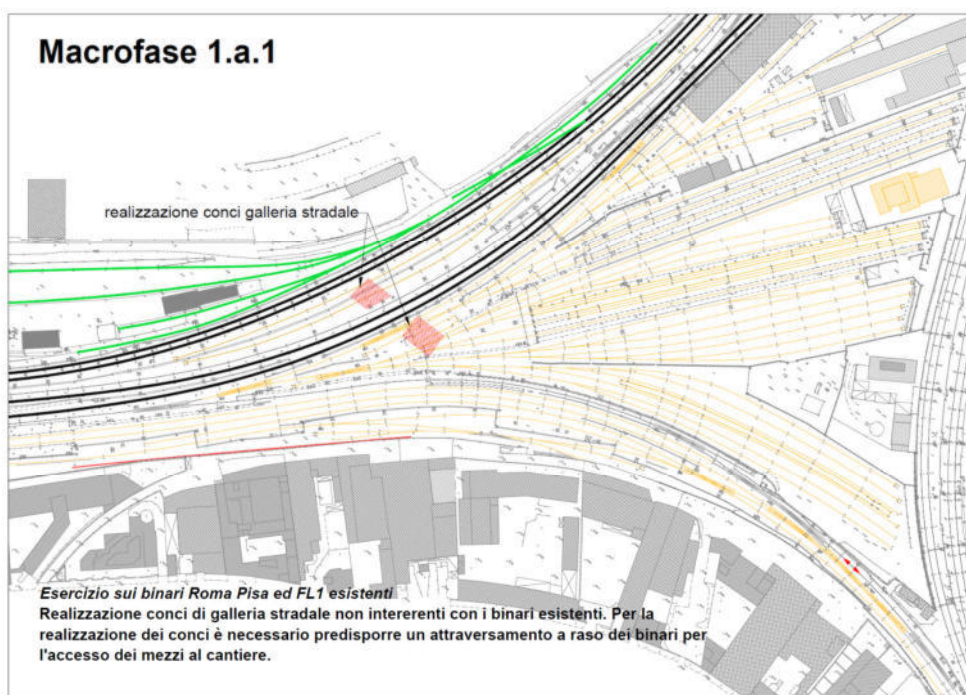 Macrofase 1.a.1
realizzazione conci galleria stradale
Esercizio sui binari Roma Pisa ed FL1 esistenti
Realizzazione conci di galleria stradale non intererenti con i binari esistenti. Per la
realizzazione dei conci è necessario predisporre un attraversamento a raso dei binari per
l'accesso dei mezzi al cantiere.